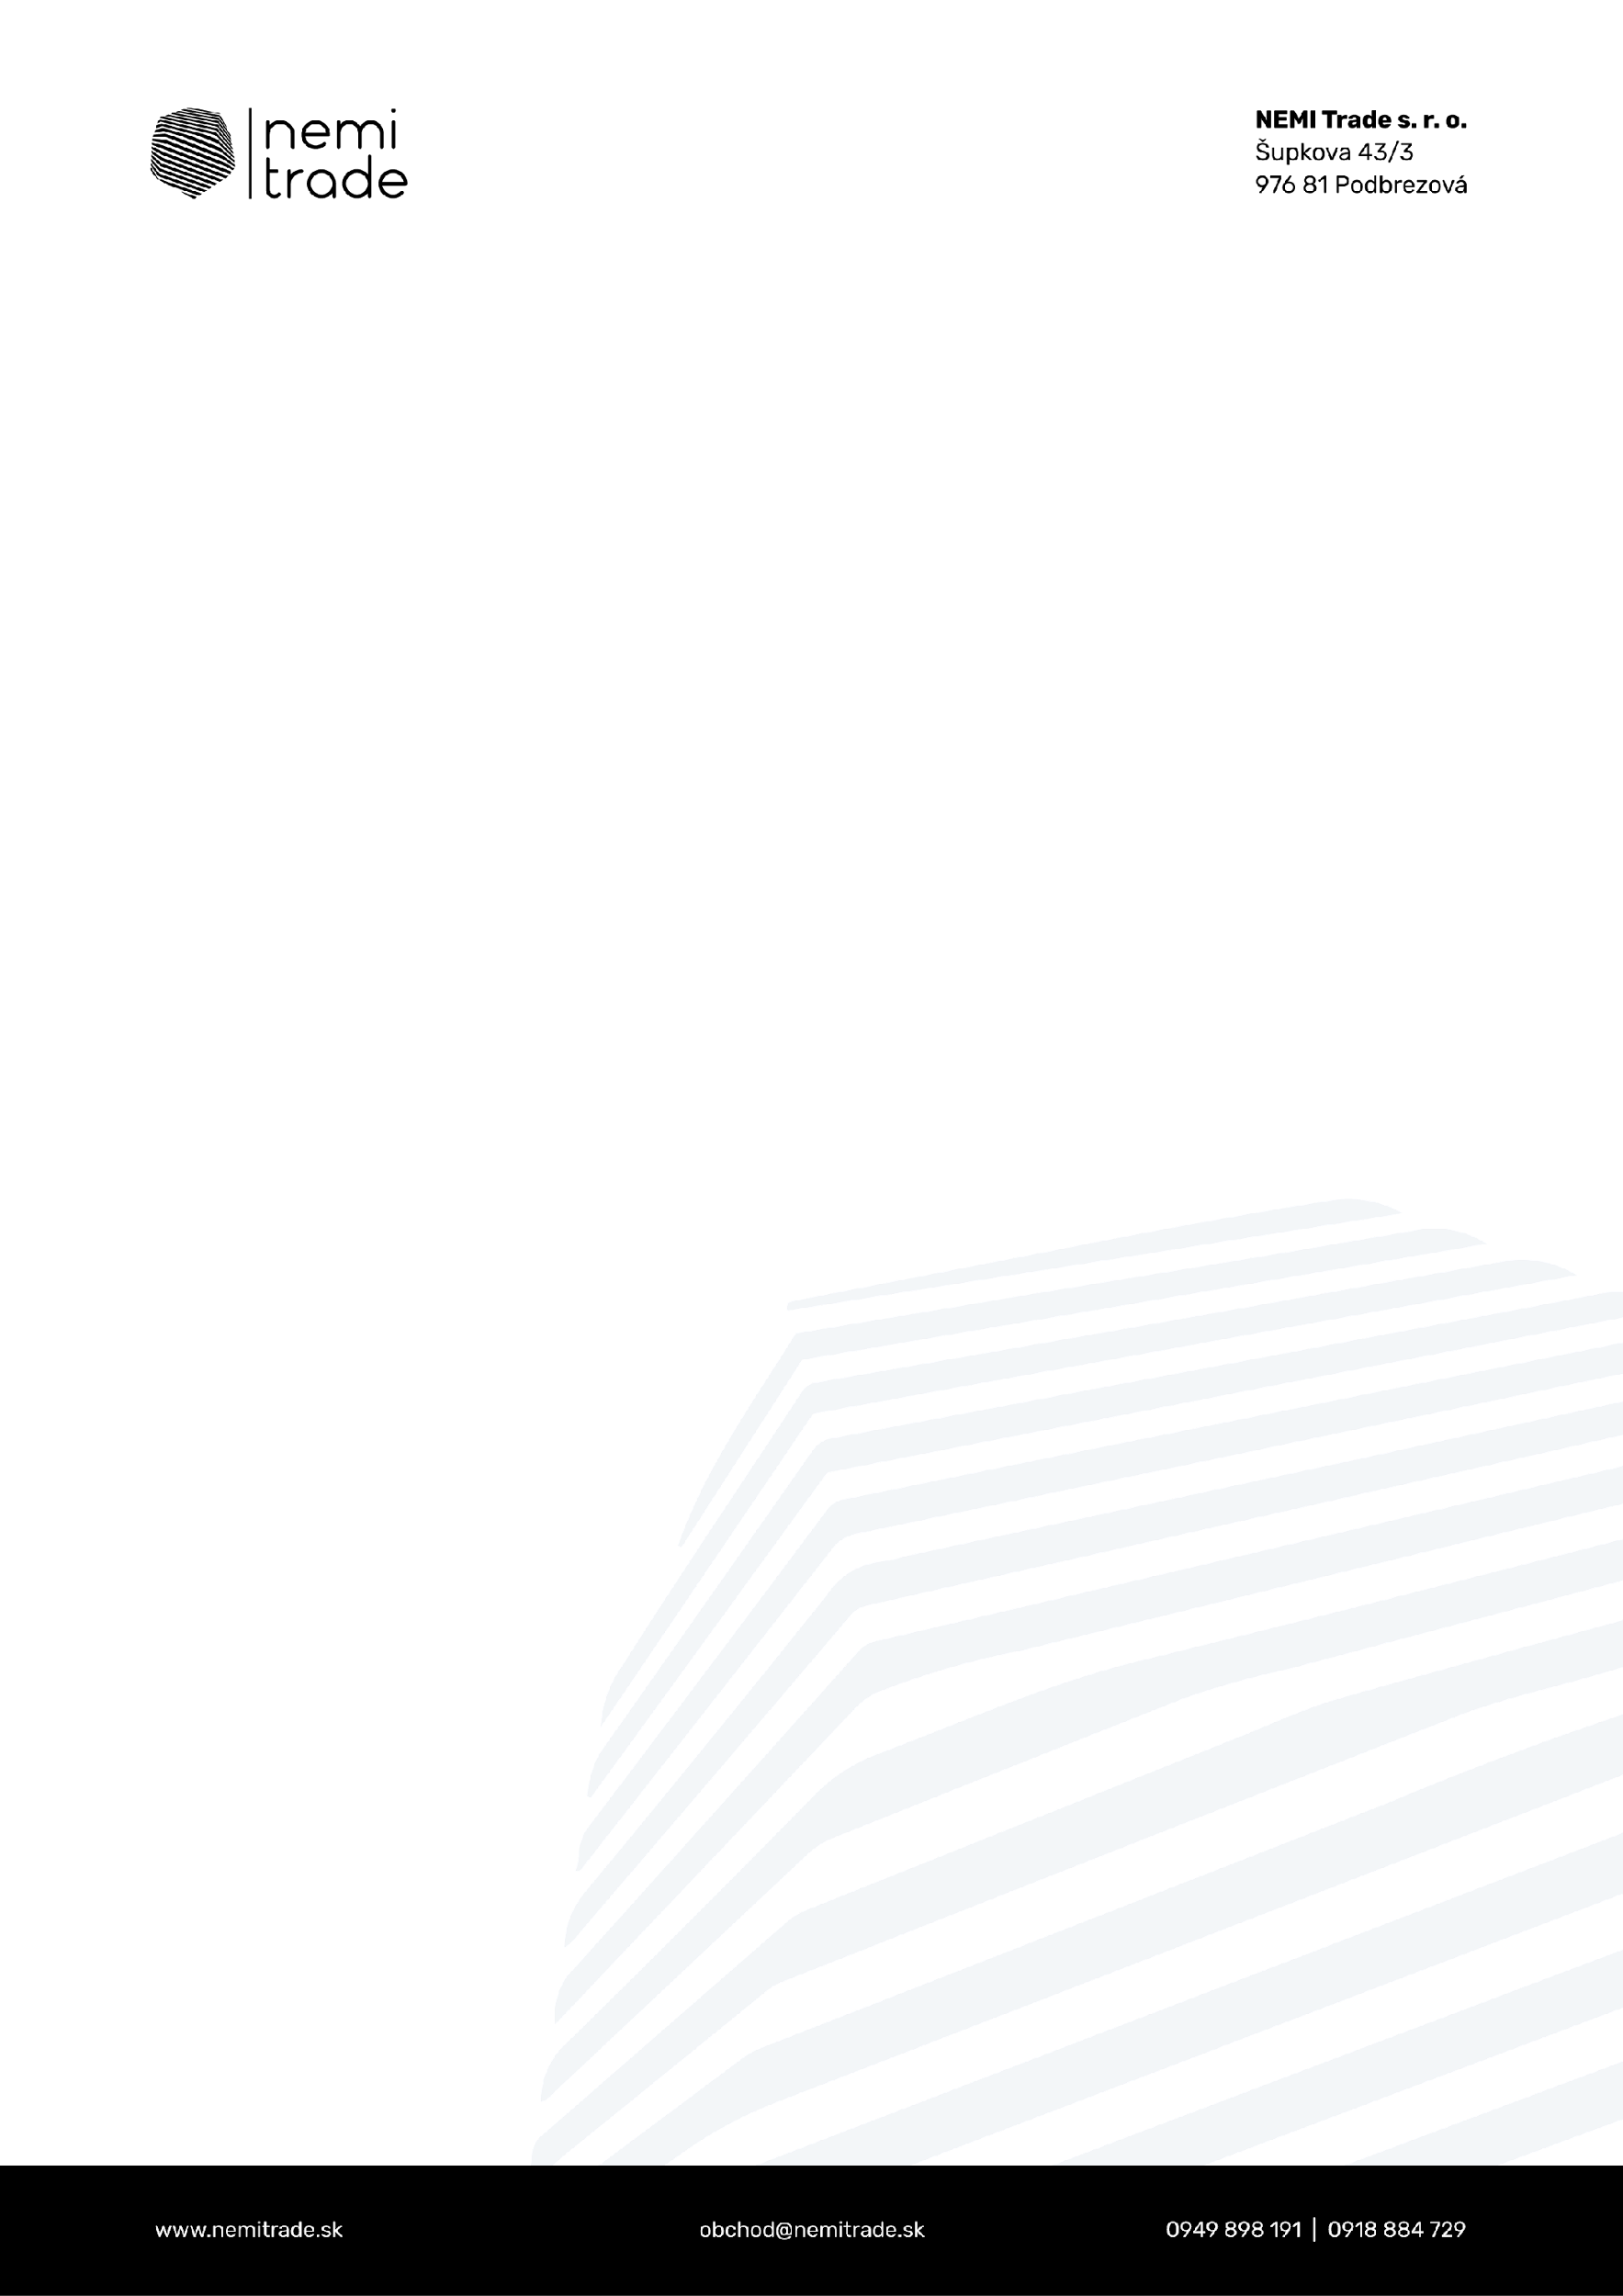 nemi
trade
NEMI Trade s. r. o.
Šupkova 43/3
976 81 Podbrezová
www.nemitrade.sk
obchod@nemitrade.sk
0949 898 191 | 0918 884 729